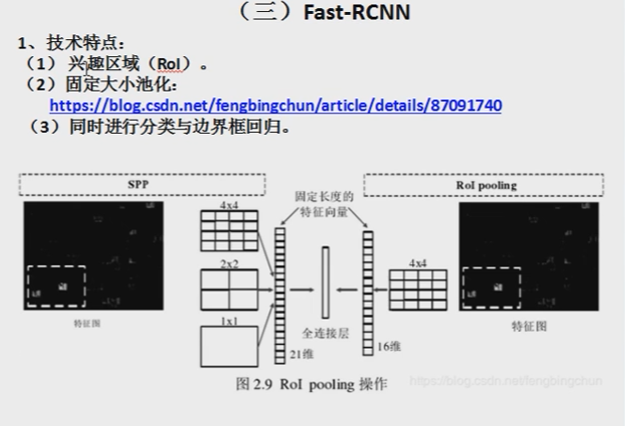 （三）Fast-RCNN
1、技术特点：
（1）兴趣区域（RoI）。
（2）固定大小池化：
https://blog.csdn.net/fengbingchun/article/details/87091740
（3）同时进行分类与边界框回归。
SPP
固定长度的
特征向量
RoI pooling
4x4
2x2
1x1
4x4
特征图
全连接层
21维
16维
特征图
图 2.9 RoI pooling 操作
https://blog.csdn.net/fengbingchun